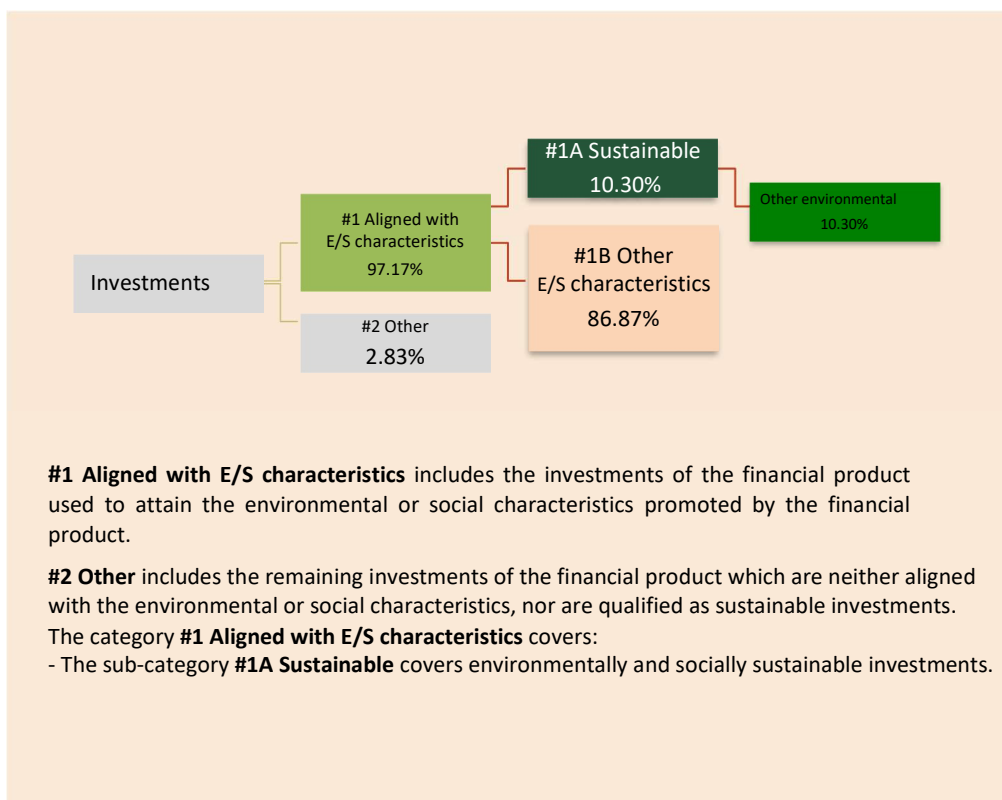 #1A Sustainable
10.30%
Other environmental
10.30%
#1 Aligned with
E/S characteristics
97.17%
#1B Other
E/S characteristics
86.87%
Investments
#2 Other
2.83%
#1 Aligned with E/S characteristics includes the investments of the financial product
used to attain the environmental or social characteristics promoted by the financial
product.
#2 Other includes the remaining investments of the financial product which are neither aligned
with the environmental or social characteristics, nor are qualified as sustainable investments.
The category #1 Aligned with E/S characteristics covers:
- The sub-category #1A Sustainable covers environmentally and socially sustainable investments.